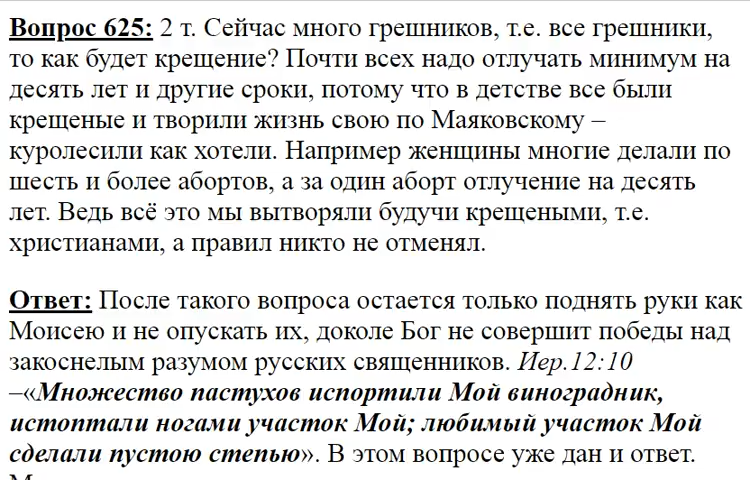 Вопрос 625: 2 т. Сейчас много грешников, т.е. все грешники,
то как будет крещение? Почти всех надо отлучать минимум на
десять лет и другие сроки, потому что в детстве все были
крещеные и творили жизнь свою по Маяковскому –
куролесили как хотели. Например женщины многие делали по
шесть и более абортов, а за один аборт отлучение на десять
лет. Ведь всё это мы вытворяли будучи крещеными, т.е.
христианами, а правил никто не отменял.
Ответ: После такого вопроса остается только поднять руки как
Моисею и не опускать их, доколе Бог не совершит победы над
закоснелым разумом русских священников. Иер.12:10
–«Множество пастухов испортили Мой виноградник,
истоптали ногами участок Мой; любимый участок Мой
сделали пустою степью». В этом вопросе уже дан и ответ.